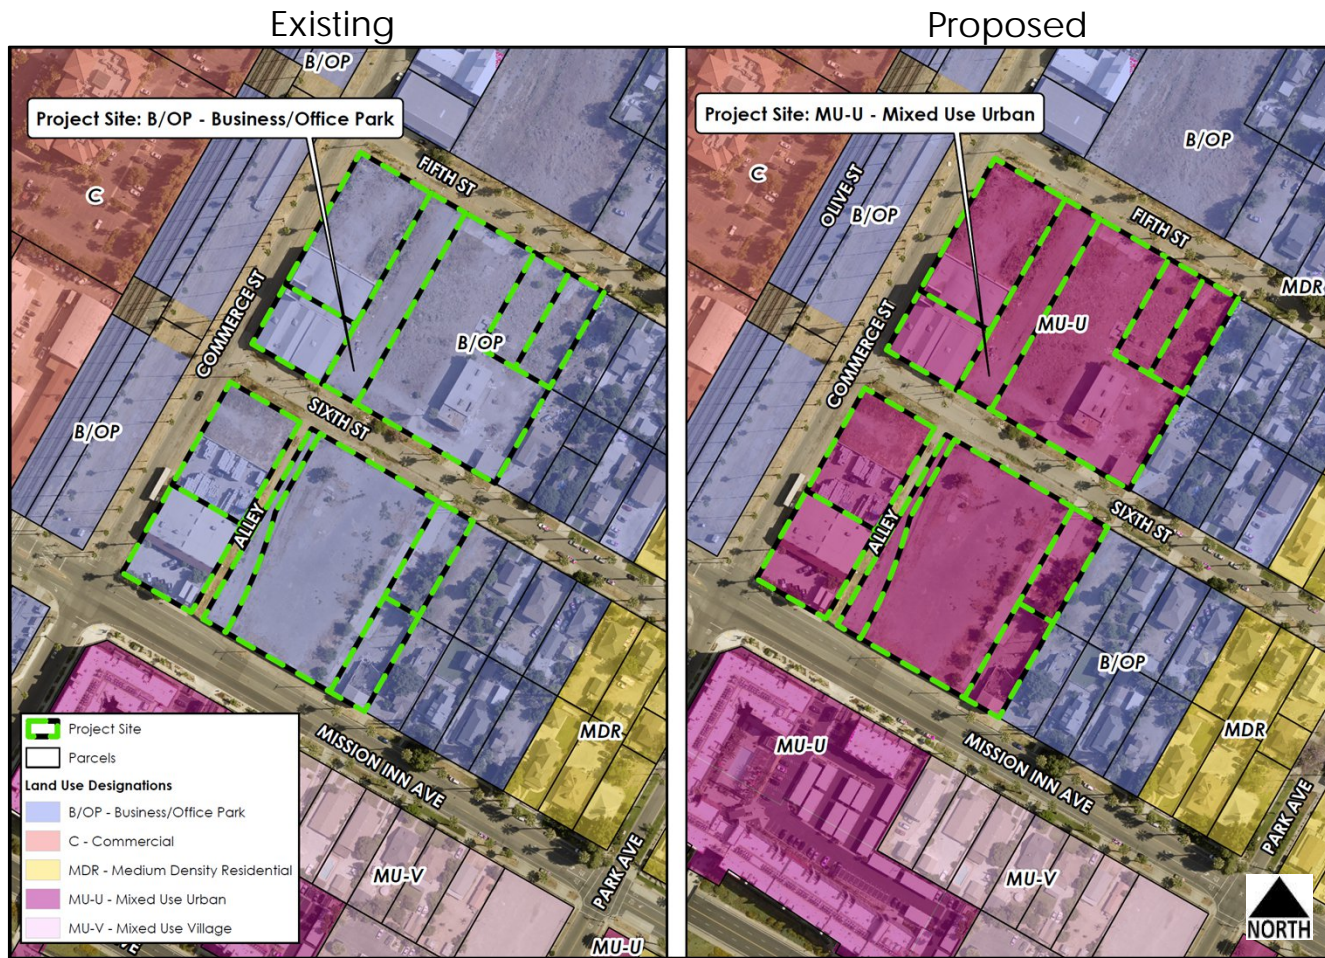 Existing
Proposed
B/OP
Project Site: B/OP - Business/Office Park
FIFTH ST
C
B/OP
COMMERCE ST
B/OP
SIXTH ST
ALLEY
MDR
MISSION INN AVE
MU-V
PARK AVE
MU-U
Project Site
Parcels
Land Use Designations
B/OP - Business/Office Park
C - Commercial
MDR - Medium Density Residential
MU-U - Mixed Use Urban
MU-V - Mixed Use Village
AVE
Project Site: MU-U - Mixed Use Urban
B/OP
C
OLIVE ST
B/OP
FIFTH ST
MDR
COMMERCE ST
MU-U
SIXTH ST
ALLEY
B/OP
MDR
MU-U
MISSION INN AVE
PARK AVE
MU-V
NORTH